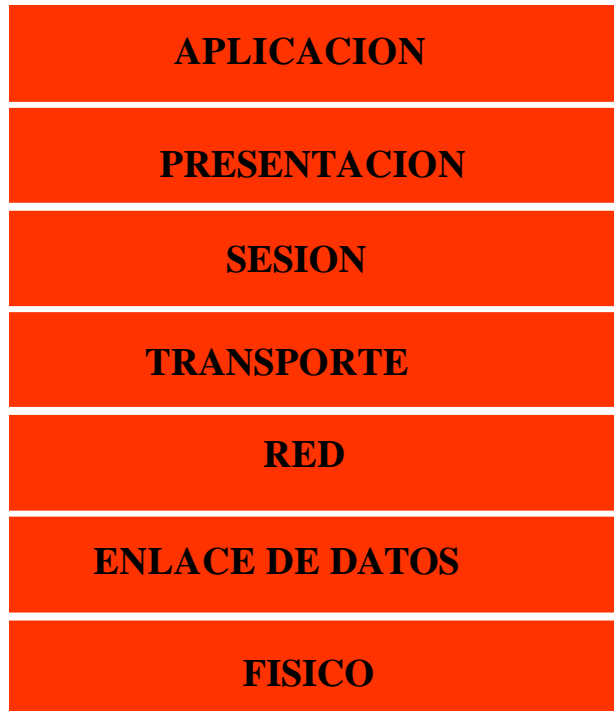 APLICACION
PRESENTACION
SESION
TRANSPORTE
RED
ENLACE DE DATOS
FISICO